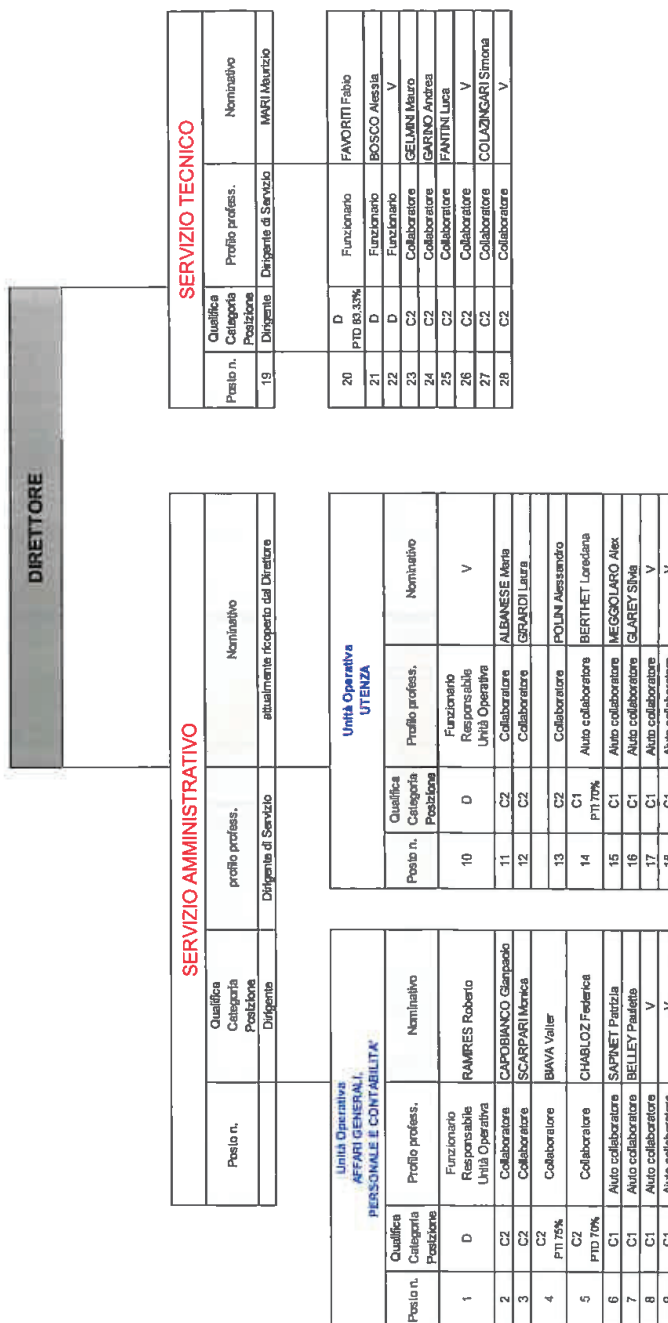 DIRETTORE
SERVIZIO AMMINISTRATIVO
Posto n. | Qualifica Categoria Posizione | profilo profess. | Nominativo
Dirigente | Dirigente di Servizio | attualmente ricoperto dal Direttore
Unità Operativa
AFFARI GENERALI,
PERSONALE E CONTABILITA'
Posto n. | Qualifica Categoria Posizione | Profilo profess. | Nominativo
1 | D | Funzionario Responsabile Unità Operativa | RAMIRES Roberto
2 | C2 | Collaboratore | CAPOBIANCO Gianpaolo
3 | C2 | Collaboratore | SCARPARI Monica
4 | C2 PTI 75% | Collaboratore | BIAVA Valter
5 | C2 PTD 70% | Collaboratore | CHABLOZ Federica
6 | C1 | Aiuto collaboratore | SAPINET Patrizia
7 | C1 | Aiuto collaboratore | BELLEY Paulette
8 | C1 | Aiuto collaboratore | V
9 | C1 | Aiuto collaboratore | V
Unità Operativa
UTENZA
Posto n. | Qualifica Categoria Posizione | Profilo profess. | Nominativo
10 | D | Funzionario Responsabile Unità Operativa | V
11 | C2 | Collaboratore | ALBANESE Maria
12 | C2 | Collaboratore | GIRARDI Laura
13 | C2 | Collaboratore | POLINI Alessandro
14 | C1 PTI 70% | Aiuto collaboratore | BERTHET Loredana
15 | C1 | Aiuto collaboratore | MEGGIOLARO Alex
16 | C1 | Aiuto collaboratore | GLAREY Silvia
17 | C1 | Aiuto collaboratore | V
18 | C1 | Aiuto collaboratore | V
SERVIZIO TECNICO
Posto n. | Qualifica Categoria Posizione | Profilo profess. | Nominativo
19 | Dirigente | Dirigente di Servizio | MARI Maurizio
20 | D PTD 83,33% | Funzionario | FAVORITI Fabio
21 | D | Funzionario | BOSCO Alessia
22 | D | Funzionario | V
23 | C2 | Collaboratore | GELMINI Mauro
24 | C2 | Collaboratore | GARINO Andrea
25 | C2 | Collaboratore | FANTINI Luca
26 | C2 | Collaboratore | V
27 | C2 | Collaboratore | COLAZINGARI Simona
28 | C2 | Collaboratore | V